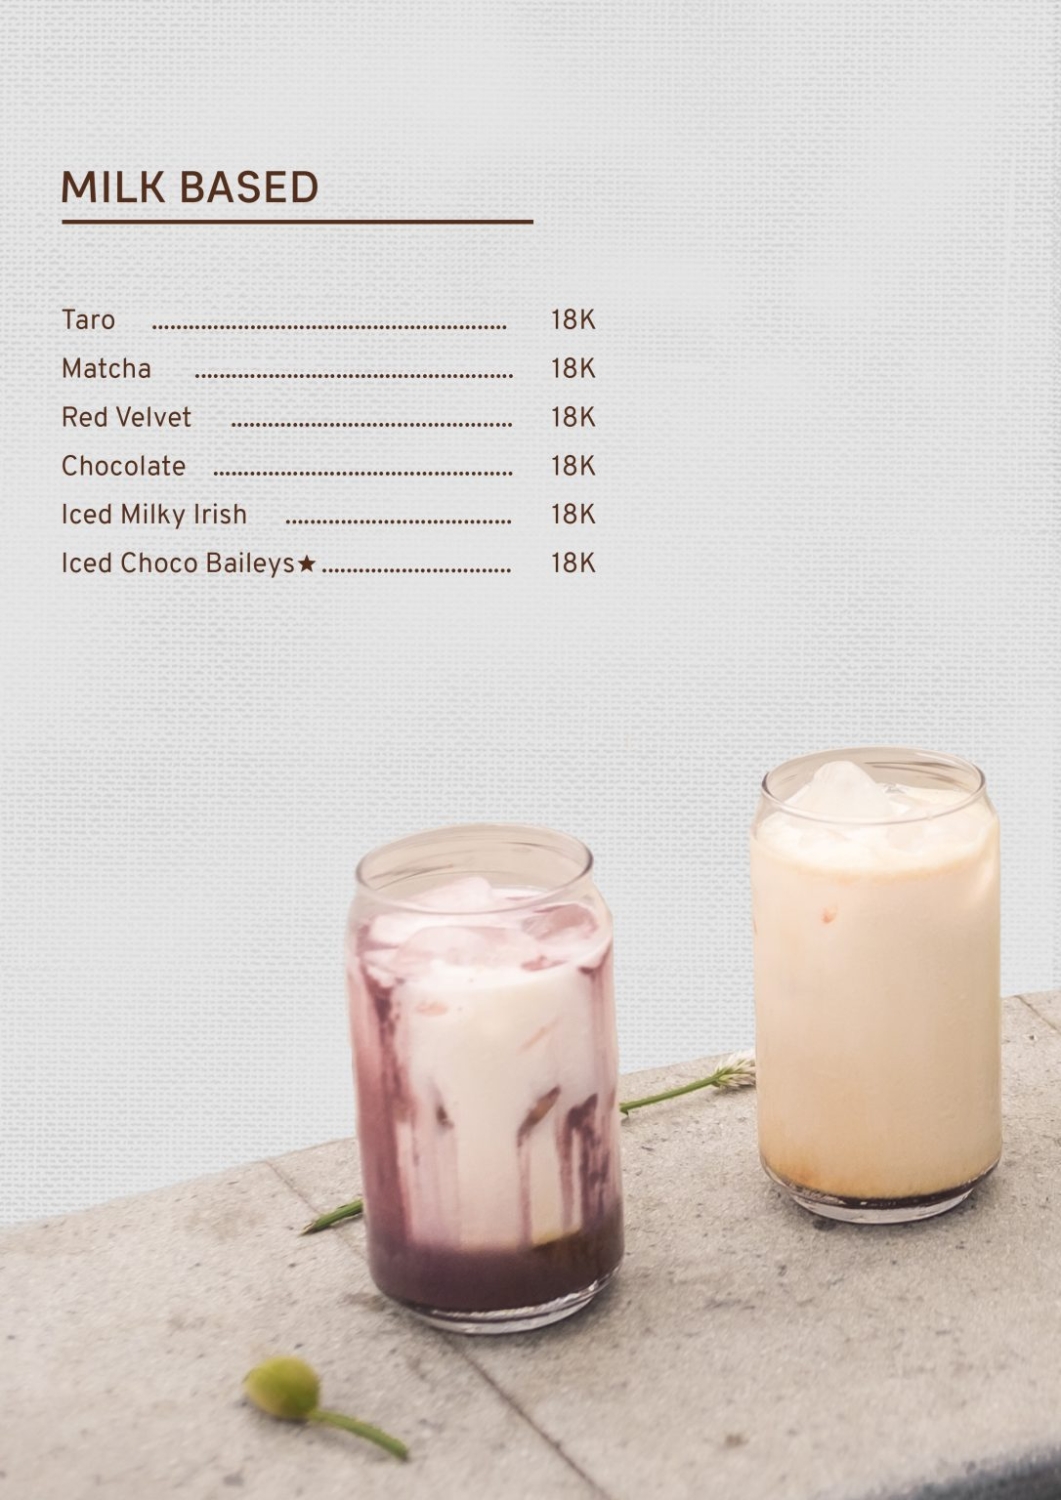 MILK BASED
Taro ........................ 18K
Matcha ........................ 18K
Red Velvet ........................ 18K
Chocolate ........................ 18K
Iced Milky Irish ........................ 18K
Iced Choco Baileys★ ........................ 18K